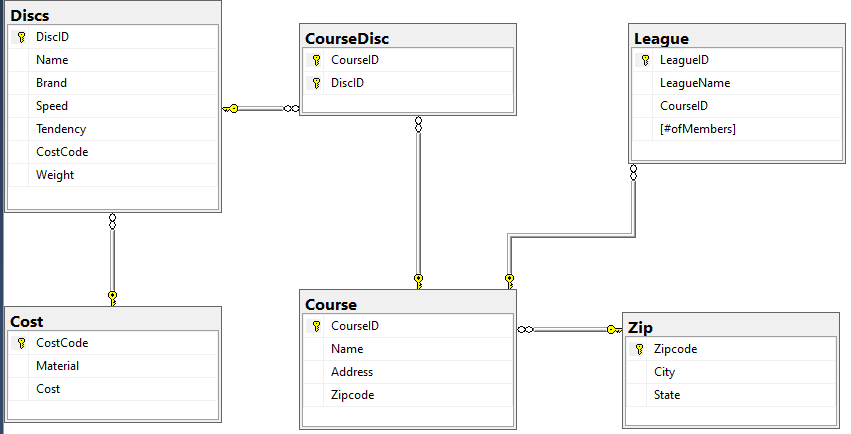 Discs
DiscID
Name
Brand
Speed
Tendency
CostCode
Weight
CourseDisc
CourseID
DiscID
League
LeagueID
LeagueName
CourseID
[#ofMembers]
Cost
CostCode
Material
Cost
Course
CourseID
Name
Address
Zipcode
Zip
Zipcode
City
State